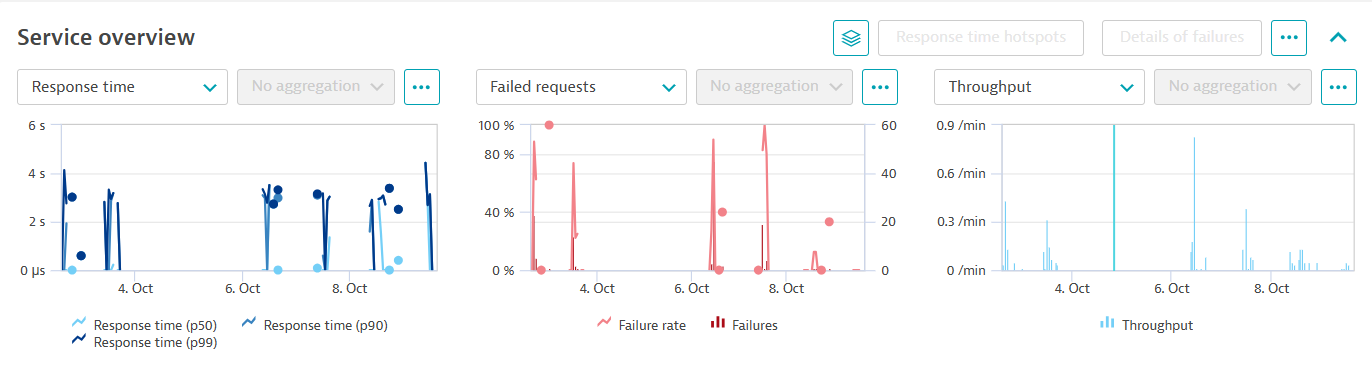 Service overview
Response time hotspots
Details of failures
Response time
No aggregation
Failed requests
No aggregation
Throughput
No aggregation
6 s
4 s
2 s
0 µs
4. Oct
6. Oct
8. Oct
Response time (p50)
Response time (p90)
Response time (p99)
100 %
80 %
40 %
0 %
60
40
20
0
4. Oct
6. Oct
8. Oct
Failure rate
Failures
0.9 /min
0.6 /min
0.3 /min
0 /min
4. Oct
6. Oct
8. Oct
Throughput